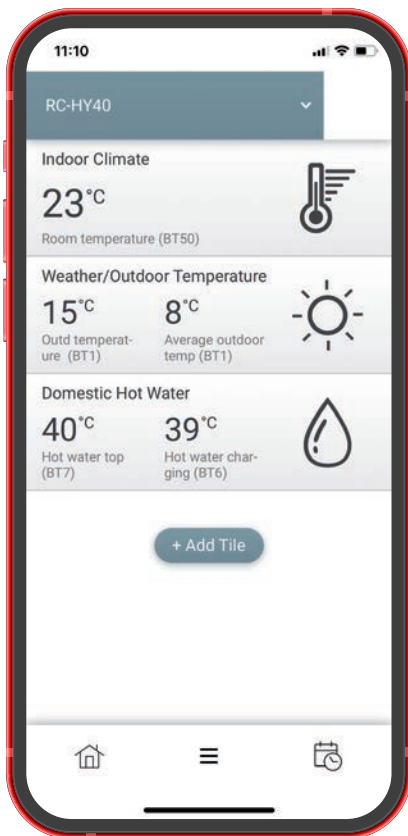 11:10
RC-HY40
Indoor Climate
23°C
Room temperature (BT50)
Weather/Outdoor Temperature
15°C 8°C
Outd temperat- Average outdoor
ure (BT1) temp (BT1)
Domestic Hot Water
40°C 39°C
Hot water top Hot water char-
(BT7) ging (BT6)
+ Add Tile